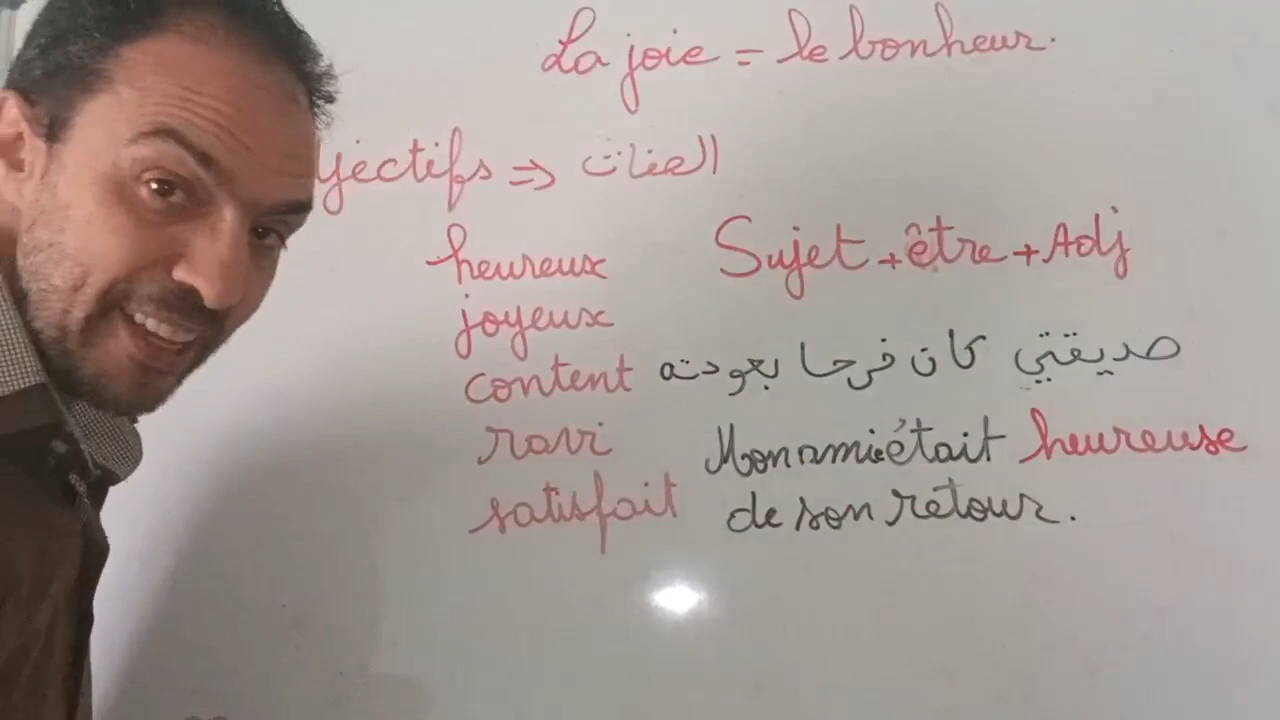 La joie = le bonheur.
jectifs => الصفات
heureux
Sujet + être + Adj
joyeux
content
صديقتي كان فرحا بعودته
ravi
Mon amie était heureuse
satisfait
de son retour.